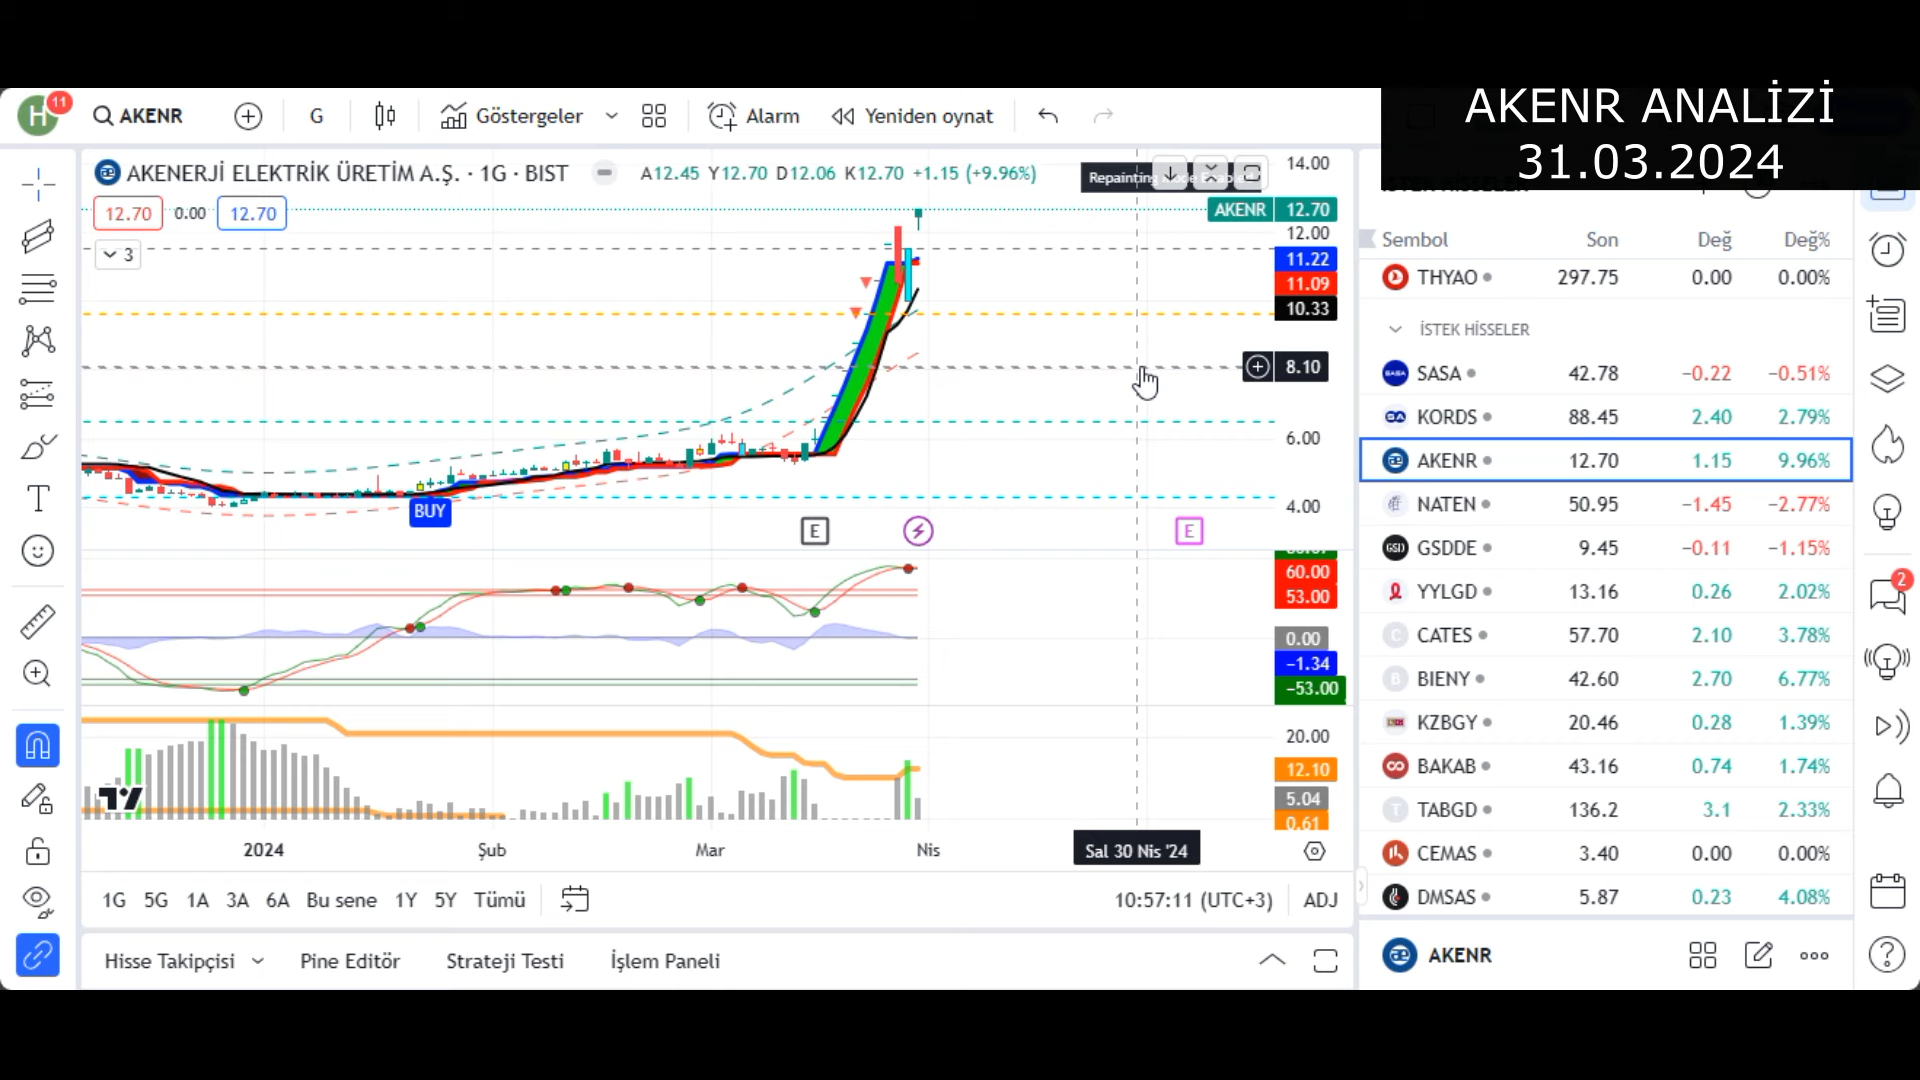 AKENR ANALİZİ
31.03.2024
H 11 AKENR G Göstergeler Alarm Yeniden oynat
AKENERJİ ELEKTRİK ÜRETİM A.Ş. · 1G · BIST A12.45 Y12.70 D12.06 K12.70 +1.15 (+9.96%)
Repainting
12.70 0.00 12.70
3
14.00
AKENR 12.70
12.00
11.22
11.09
10.33
8.10
6.00
4.00
BUY
E E
60.00
53.00
0.00
−1.34
−53.00
20.00
12.10
5.04
0.61
2024 Şub Mar Nis Sal 30 Nis '24
1G 5G 1A 3A 6A Bu sene 1Y 5Y Tümü 10:57:11 (UTC+3) ADJ
Hisse Takipçisi Pine Editör Strateji Testi İşlem Paneli
Sembol Son Değ Değ%
THYAO 297.75 0.00 0.00%
İSTEK HİSSELER
SASA 42.78 −0.22 −0.51%
KORDS 88.45 2.40 2.79%
AKENR 12.70 1.15 9.96%
NATEN 50.95 −1.45 −2.77%
GSDDE 9.45 −0.11 −1.15%
YYLGD 13.16 0.26 2.02%
CATES 57.70 2.10 3.78%
BIENY 42.60 2.70 6.77%
KZBGY 20.46 0.28 1.39%
BAKAB 43.16 0.74 1.74%
TABGD 136.2 3.1 2.33%
CEMAS 3.40 0.00 0.00%
DMSAS 5.87 0.23 4.08%
AKENR
2